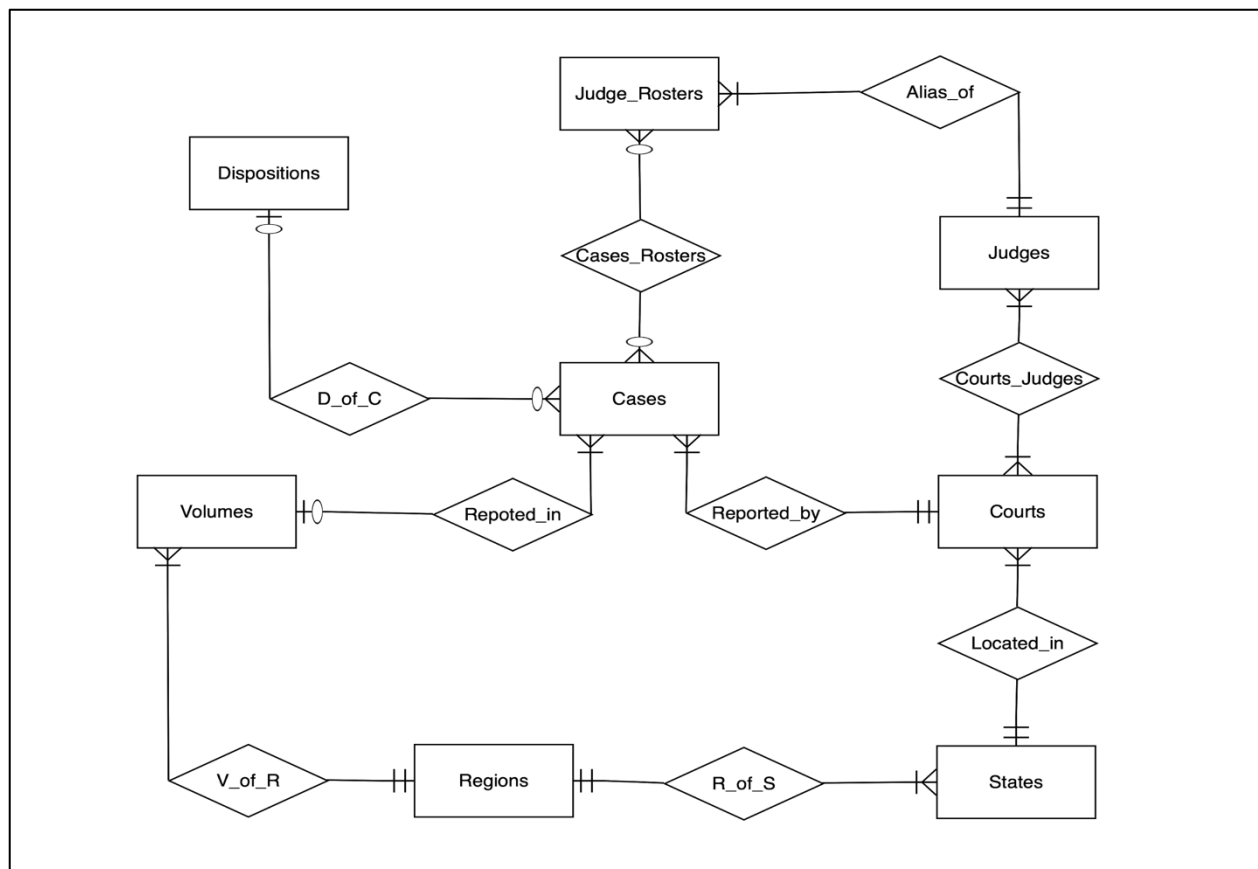 Judge_Rosters
Alias_of
Dispositions
Cases_Rosters
Judges
D_of_C
Cases
Courts_Judges
Volumes
Repoted_in
Reported_by
Courts
Located_in
V_of_R
Regions
R_of_S
States